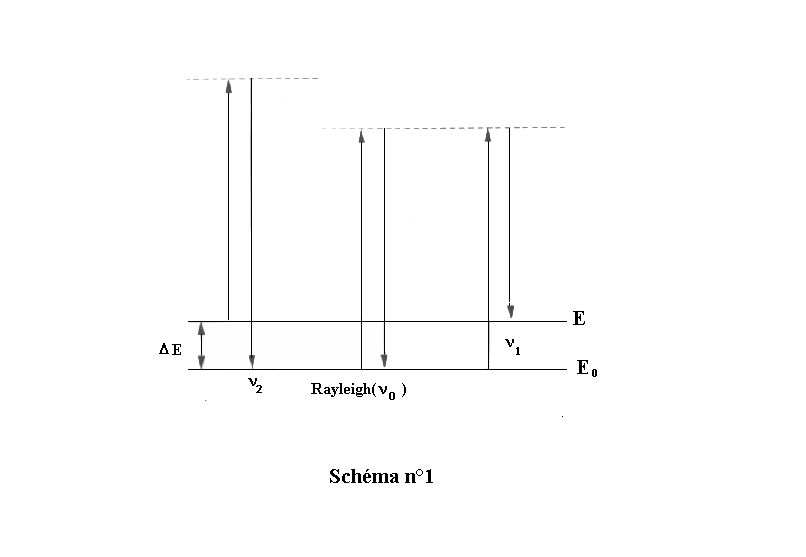 E
ΔE
ν1
E0
ν2
Rayleigh(ν0 )
Schéma n°1